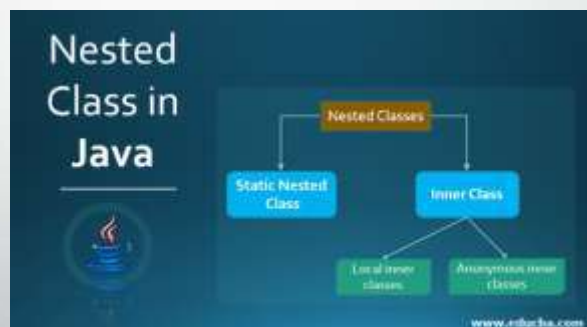 Nested
Class in
Java
Nested Classes
Static Nested
Class
Inner Class
Local inner
classes
Anonymous inner
classes
www.educba.com